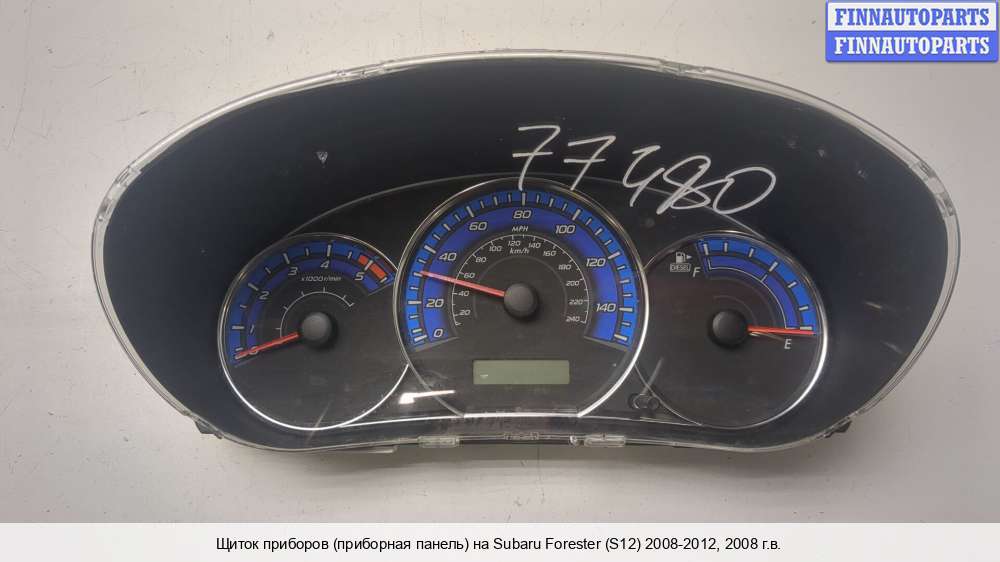 FINNAUTOPARTS
FINNAUTOPARTS
77480
0 1 2 3 4 5
x1000r/min
0 20 40 60 80 100 120 140
MPH
km/h
20 40 60 80 100 120 140 160 180 200 220 240
DIESEL
F
E
Щиток приборов (приборная панель) на Subaru Forester (S12) 2008-2012, 2008 г.в.